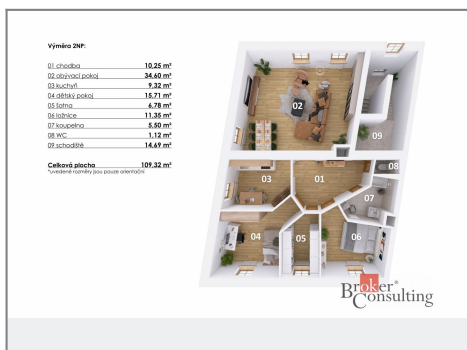 Výměra 2NP:
01 chodba 10,25 m²
02 obývací pokoj 34,60 m²
03 kuchyň 9,32 m²
04 dětský pokoj 15,71 m²
05 šatna 6,78 m²
06 ložnice 11,35 m²
07 koupelna 5,50 m²
08 WC 1,12 m²
09 schodiště 14,69 m²
Celková plocha 109,32 m²
*uvedené rozměry jsou pouze orientační
02
09
03
01
08
07
04
05
06
Broker®
Consulting